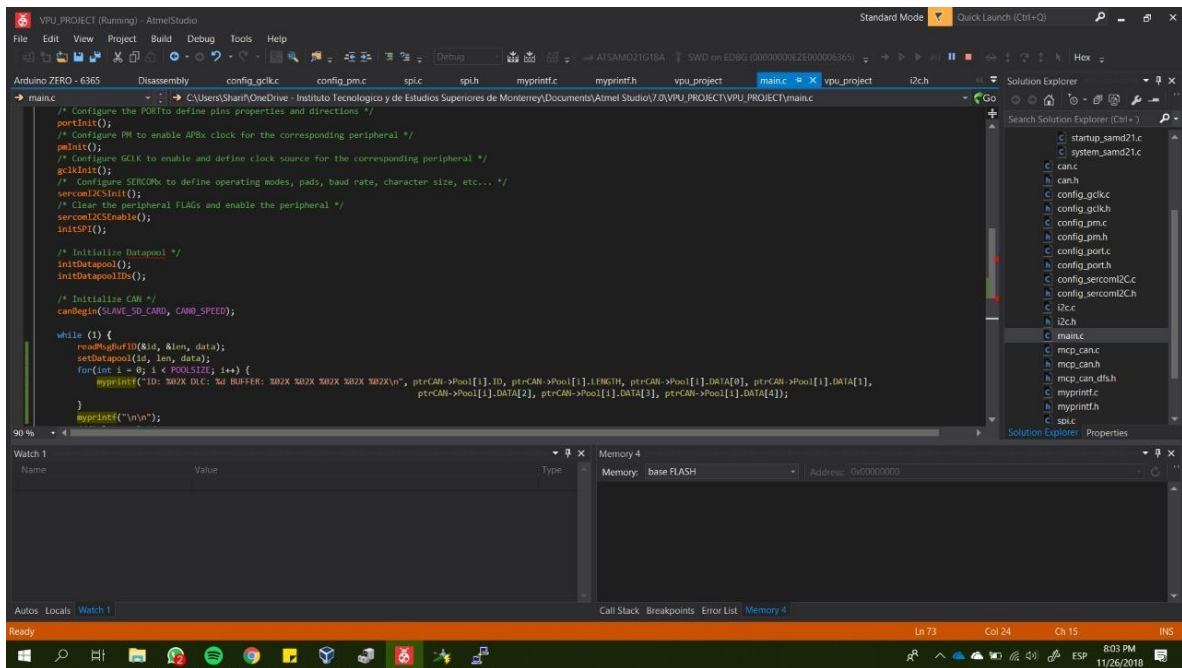 VPU_PROJECT (Running) - AtmelStudio
Standard Mode
Quick Launch (Ctrl+Q)
File Edit View Project Build Debug Tools Help
Debug
ATSAMD21G18A
Hex
Arduino ZERO - 6365 Disassembly config_gclk.c config_pm.c spi.c spi.h myprintf.c myprintf.h vpu_project main.c vpu_project i2c.h
main.c
C:\Users\Sharif\OneDrive - Instituto Tecnologico y de Estudios Superiores de Monterrey\Documents\Atmel Studio\7.0\VPU_PROJECT\VPU_PROJECT\main.c
Go
/* Configure the PORTto define pins properties and directions */
portInit();
/* Configure PM to enable APBx clock for the corresponding peripheral */
pmInit();
/* Configure GCLK to enable and define clock source for the corresponding peripheral */
gclkInit();
/* Configure SERCOMx to define operating modes, pads, baud rate, character size, etc... */
sercomI2CSInit();
/* Clear the peripheral FLAGs and enable the peripheral */
sercomI2CSEnable();
initSPI();
/* Initialize Datapool */
initDatapool();
initDatapoolIDs();
/* Initialize CAN */
canBegin(SLAVE_SD_CARD, CAN0_SPEED);
while (1) {
readMsgBufID(&id, &len, data);
setDatapool(id, len, data);
for(int i = 0; i < POOLSIZE; i++) {
myprintf("ID: %02X DLC: %d BUFFER: %02X %02X %02X %02X %02X\n", ptrCAN->Pool[i].ID, ptrCAN->Pool[i].LENGTH, ptrCAN->Pool[i].DATA[0], ptrCAN->Pool[i].DATA[1],
ptrCAN->Pool[i].DATA[2], ptrCAN->Pool[i].DATA[3], ptrCAN->Pool[i].DATA[4]);
}
myprintf("\n\n");
90 %
Solution Explorer
Search Solution Explorer (Ctrl+¨)
startup_samd21.c
system_samd21.c
can.c
can.h
config_gclk.c
config_gclk.h
config_pm.c
config_pm.h
config_port.c
config_port.h
config_sercomI2C.c
config_sercomI2C.h
i2c.c
i2c.h
main.c
mcp_can.c
mcp_can.h
mcp_can_dfs.h
myprintf.c
myprintf.h
spi.c
Solution Explorer Properties
Watch 1
Name Value Type
Memory 4
Memory: base FLASH
Address: 0x00000000
Autos Locals Watch 1
Call Stack Breakpoints Error List Memory 4
Ready
Ln 73 Col 24 Ch 15 INS
ESP
8:03 PM
11/26/2018